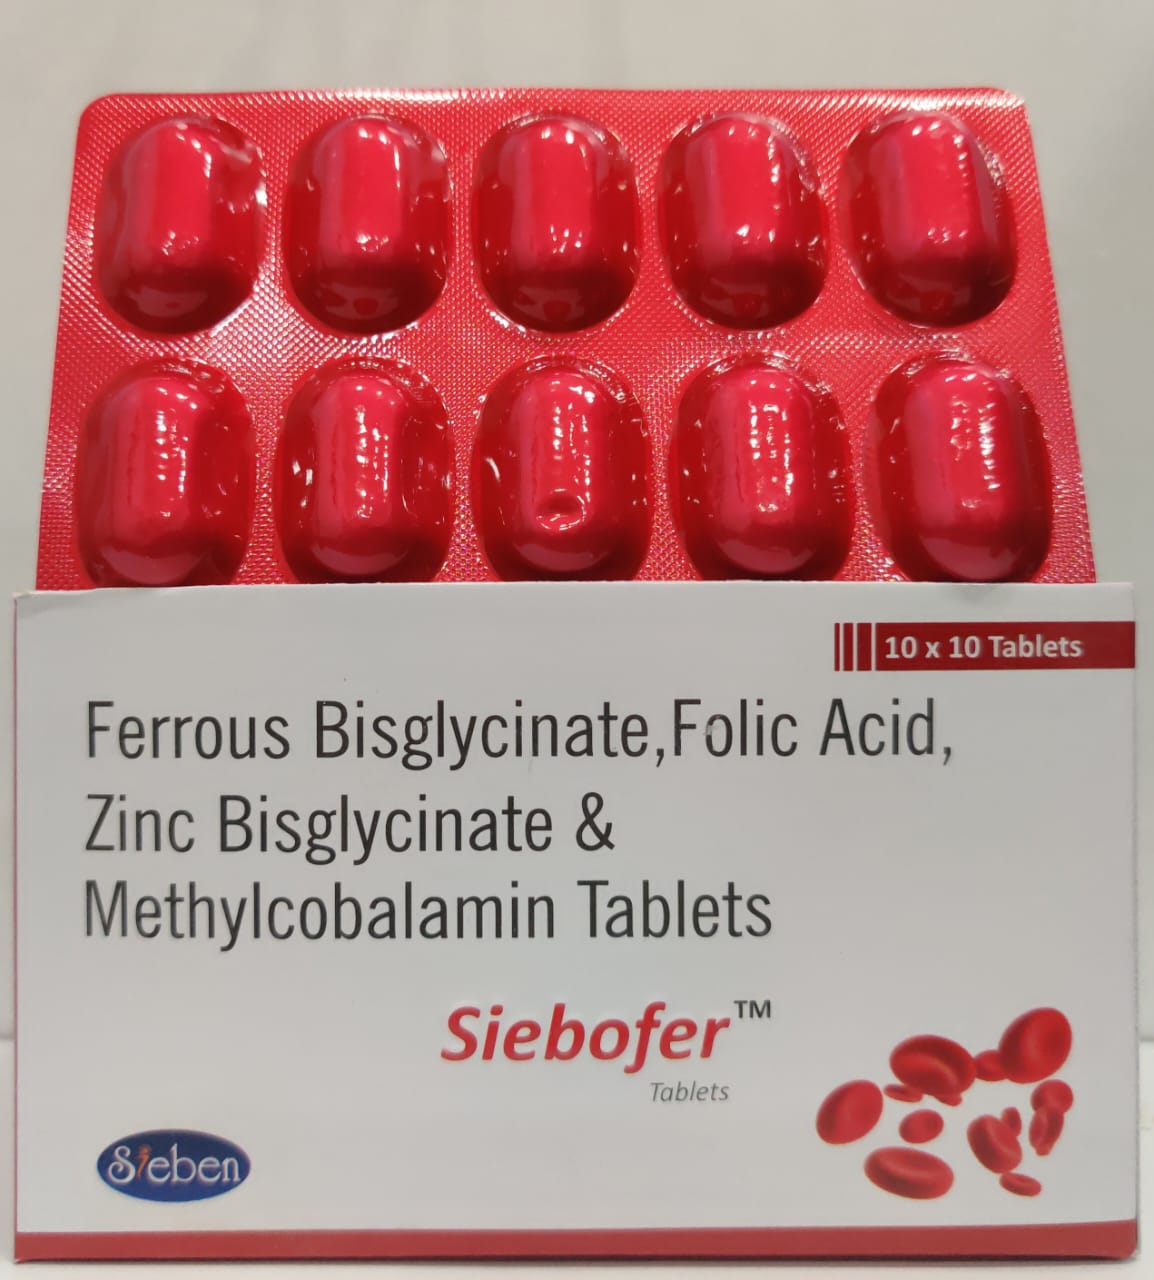 10 x 10 Tablets
Ferrous Bisglycinate,Folic Acid,
Zinc Bisglycinate &
Methylcobalamin Tablets
Siebofer™
Tablets
Sieben